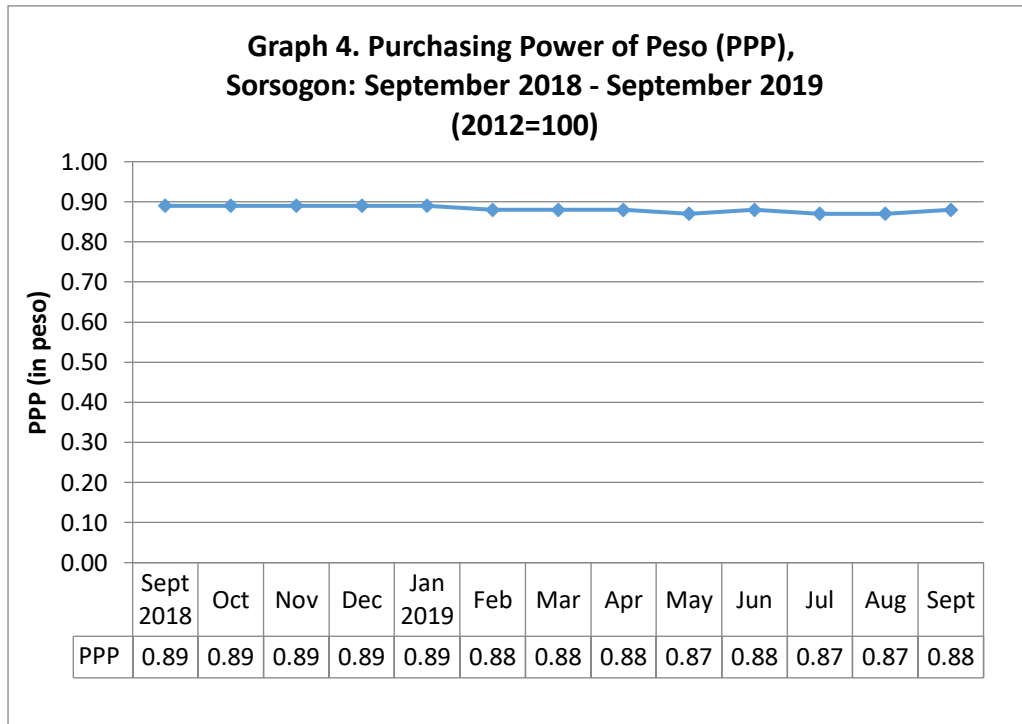 Graph 4. Purchasing Power of Peso (PPP),
Sorsogon: September 2018 - September 2019
(2012=100)
PPP (in peso)
1.00
0.90
0.80
0.70
0.60
0.50
0.40
0.30
0.20
0.10
0.00
Sept 2018 Oct Nov Dec Jan 2019 Feb Mar Apr May Jun Jul Aug Sept
PPP 0.89 0.89 0.89 0.89 0.89 0.88 0.88 0.88 0.87 0.88 0.87 0.87 0.88